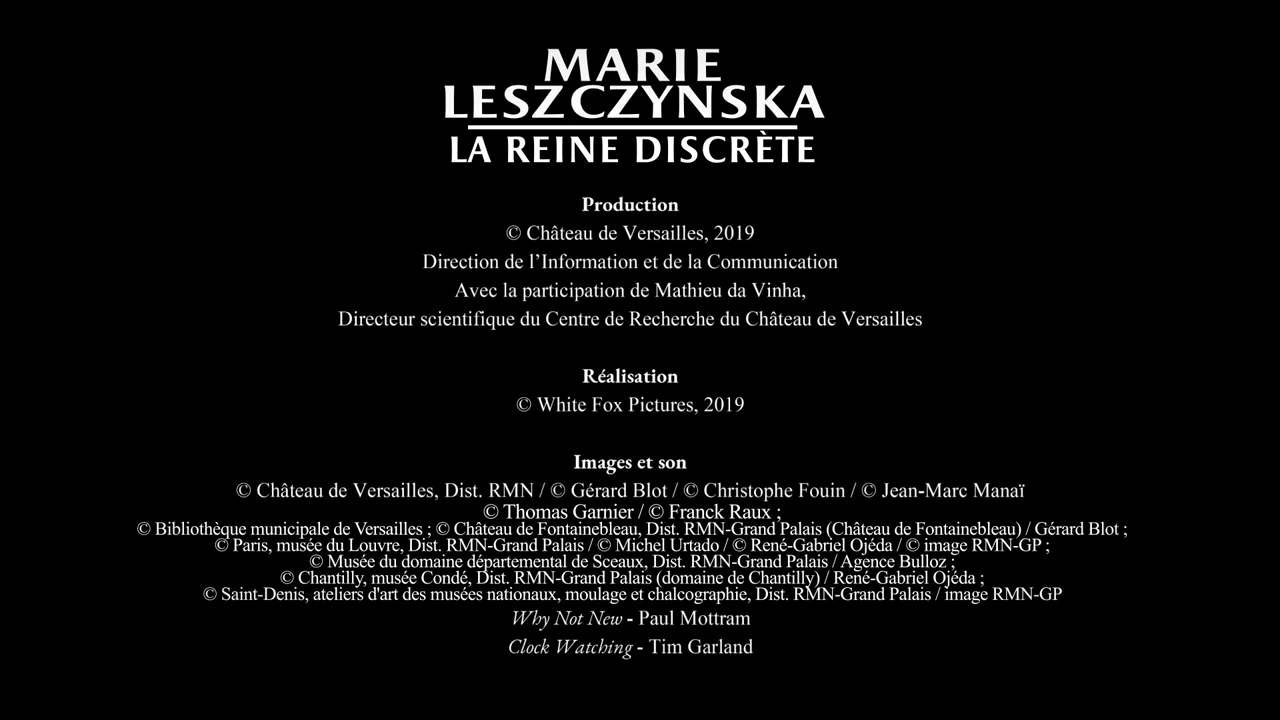 MARIE
LESZCZYNSKA
LA REINE DISCRÈTE
Production
© Château de Versailles, 2019
Direction de l’Information et de la Communication
Avec la participation de Mathieu da Vinha,
Directeur scientifique du Centre de Recherche du Château de Versailles
Réalisation
© White Fox Pictures, 2019
Images et son
© Château de Versailles, Dist. RMN / © Gérard Blot / © Christophe Fouin / © Jean-Marc Manaï
© Thomas Garnier / © Franck Raux ;
© Bibliothèque municipale de Versailles ; © Château de Fontainebleau, Dist. RMN-Grand Palais (Château de Fontainebleau) / Gérard Blot ;
© Paris, musée du Louvre, Dist. RMN-Grand Palais / © Michel Urtado / © René-Gabriel Ojéda / © image RMN-GP ;
© Musée du domaine départemental de Sceaux, Dist. RMN-Grand Palais / Agence Bulloz ;
© Chantilly, musée Condé, Dist. RMN-Grand Palais (domaine de Chantilly) / René-Gabriel Ojéda ;
© Saint-Denis, ateliers d'art des musées nationaux, moulage et chalcographie, Dist. RMN-Grand Palais / image RMN-GP
Why Not New - Paul Mottram
Clock Watching - Tim Garland